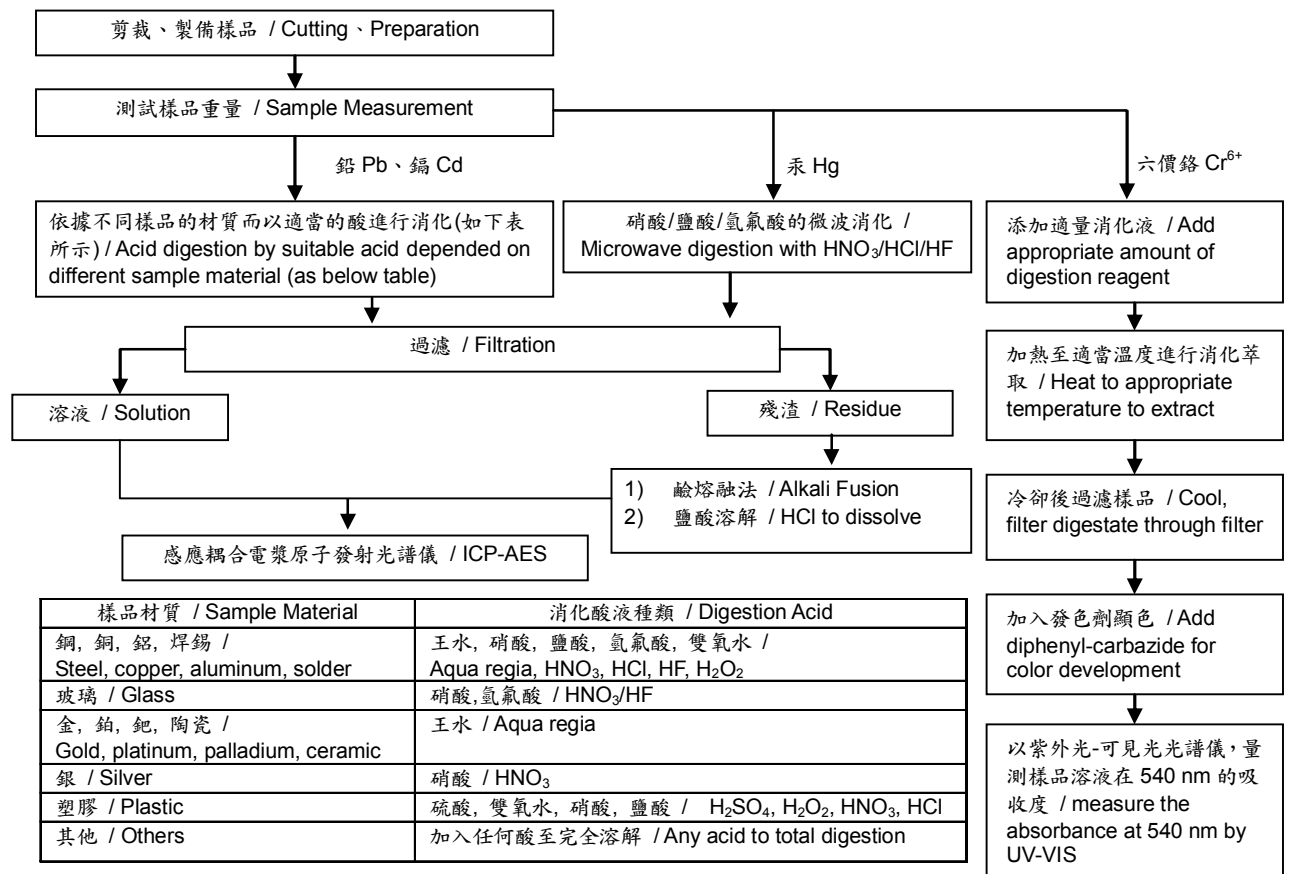 剪裁、製備樣品 / Cutting、Preparation
測試樣品重量 / Sample Measurement
鉛 Pb、鎘 Cd
汞 Hg
六價鉻 Cr⁶⁺
依據不同樣品的材質而以適當的酸進行消化(如下表
所示) / Acid digestion by suitable acid depended on
different sample material (as below table)
硝酸/鹽酸/氫氟酸的微波消化 /
Microwave digestion with HNO₃/HCl/HF
添加適量消化液 / Add
appropriate amount of
digestion reagent
過濾 / Filtration
加熱至適當溫度進行消化萃
取 / Heat to appropriate
temperature to extract
溶液 / Solution
殘渣 / Residue
1) 鹼熔融法 / Alkali Fusion
2) 鹽酸溶解 / HCl to dissolve
冷卻後過濾樣品 / Cool,
filter digestate through filter
感應耦合電漿原子發射光譜儀 / ICP-AES
加入發色劑顯色 / Add
diphenyl-carbazide for
color development
以紫外光-可見光光譜儀，量
測樣品溶液在 540 nm 的吸
收度 / measure the
absorbance at 540 nm by
UV-VIS
樣品材質 / Sample Material
消化酸液種類 / Digestion Acid
鋼, 銅, 鋁, 焊錫 /
Steel, copper, aluminum, solder
王水, 硝酸, 鹽酸, 氫氟酸, 雙氧水 /
Aqua regia, HNO₃, HCl, HF, H₂O₂
玻璃 / Glass
硝酸,氫氟酸 / HNO₃/HF
金, 鉑, 鈀, 陶瓷 /
Gold, platinum, palladium, ceramic
王水 / Aqua regia
銀 / Silver
硝酸 / HNO₃
塑膠 / Plastic
硫酸, 雙氧水, 硝酸, 鹽酸 / H₂SO₄, H₂O₂, HNO₃, HCl
其他 / Others
加入任何酸至完全溶解 / Any acid to total digestion